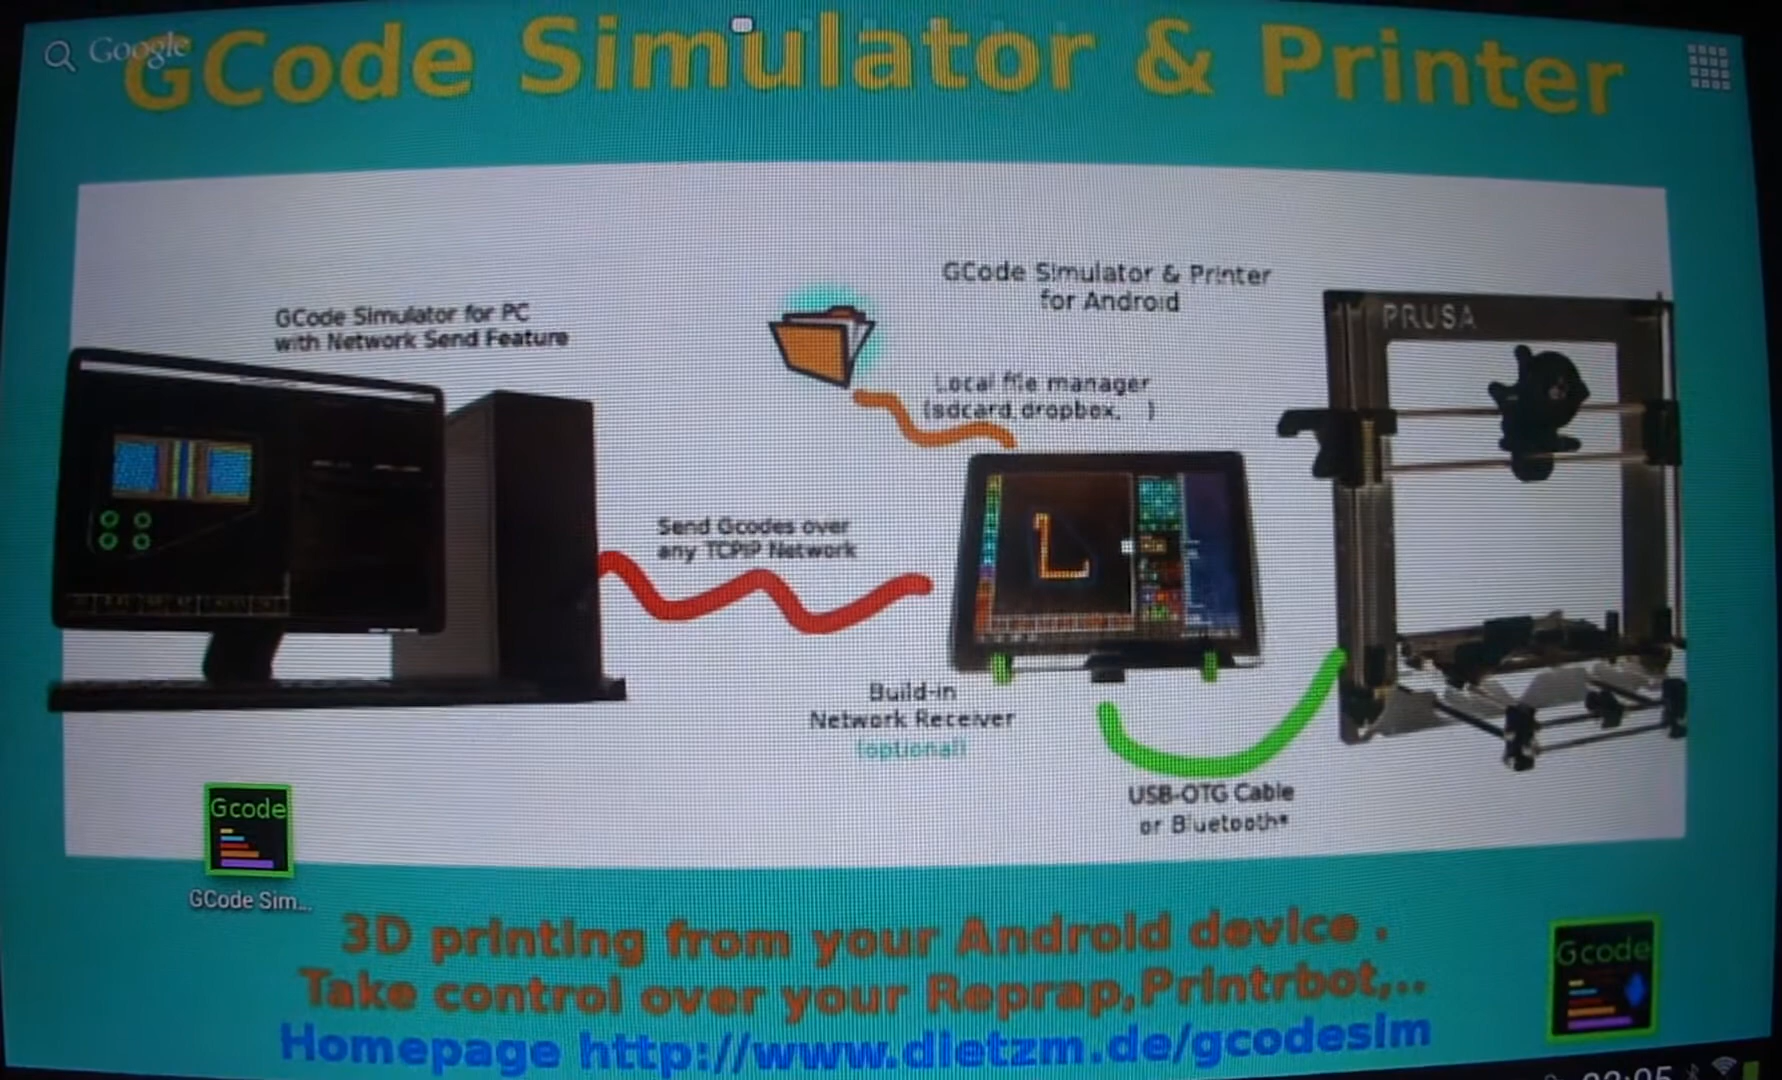 Google
GCode Simulator & Printer
GCode Simulator & Printer
for Android
GCode Simulator for PC
with Network Send Feature
PRUSA
Local file manager
(sdcard, dropbox, )
Send Gcodes over
any TCPIP Network
Build-in
Network Receiver
(optional)
USB-OTG Cable
or Bluetooth*
Gcode
GCode Sim...
3D printing from your Android device .
Take control over your Reprap,Printrbot,..
Gcode
Homepage http://www.dietzm.de/gcodesim